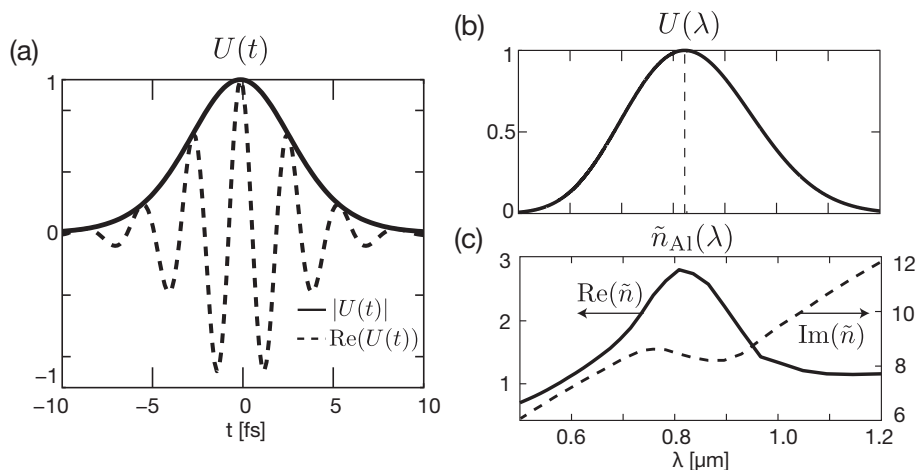 (a)
U(t)
1
0
−1
−10
−5
0
5
10
t [fs]
|U(t)|
Re(U(t))
(b)
U(λ)
1
0.5
0
(c)
ñ_Al(λ)
3
2
1
12
10
8
6
Re(ñ)
Im(ñ)
0.6
0.8
1.0
1.2
λ [μm]